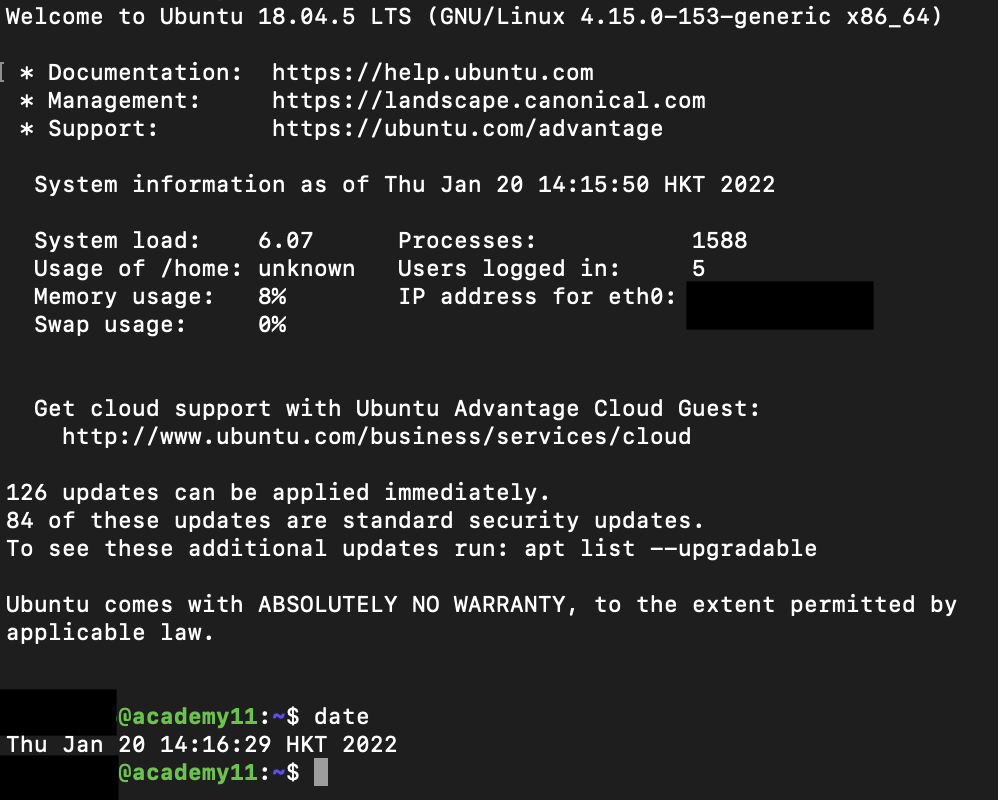 Welcome to Ubuntu 18.04.5 LTS (GNU/Linux 4.15.0-153-generic x86_64)
* Documentation:  https://help.ubuntu.com
* Management:     https://landscape.canonical.com
* Support:        https://ubuntu.com/advantage
System information as of Thu Jan 20 14:15:50 HKT 2022
System load:    6.07      Processes:           1588
Usage of /home: unknown   Users logged in:     5
Memory usage:   8%        IP address for eth0:
Swap usage:     0%
Get cloud support with Ubuntu Advantage Cloud Guest:
http://www.ubuntu.com/business/services/cloud
126 updates can be applied immediately.
84 of these updates are standard security updates.
To see these additional updates run: apt list --upgradable
Ubuntu comes with ABSOLUTELY NO WARRANTY, to the extent permitted by
applicable law.
@academy11:~$ date
Thu Jan 20 14:16:29 HKT 2022
@academy11:~$